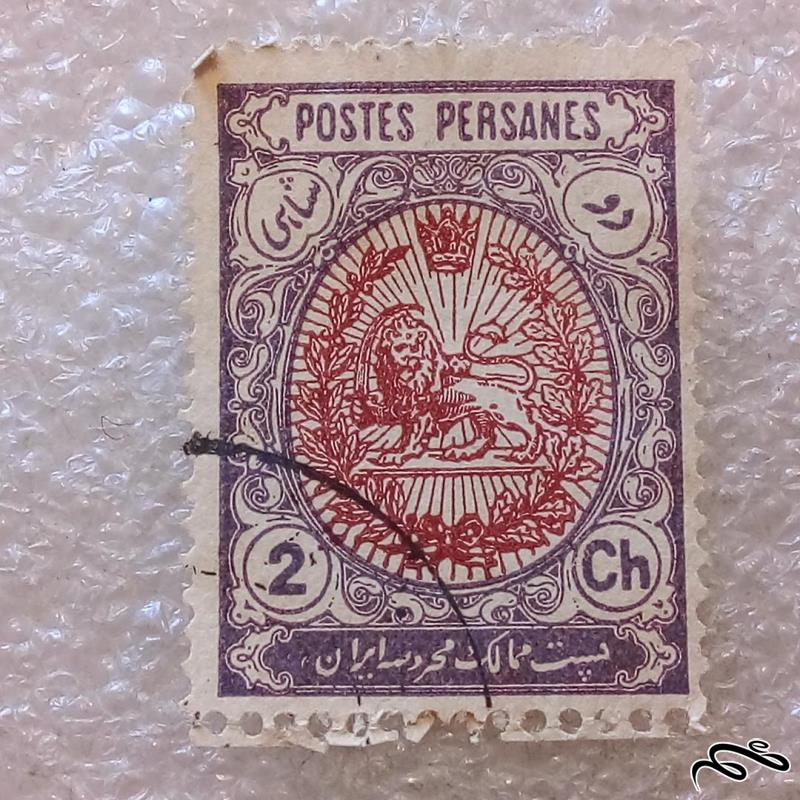 POSTES PERSANES
دو شاهی
2 Ch
پست ممالک محروسه ایران